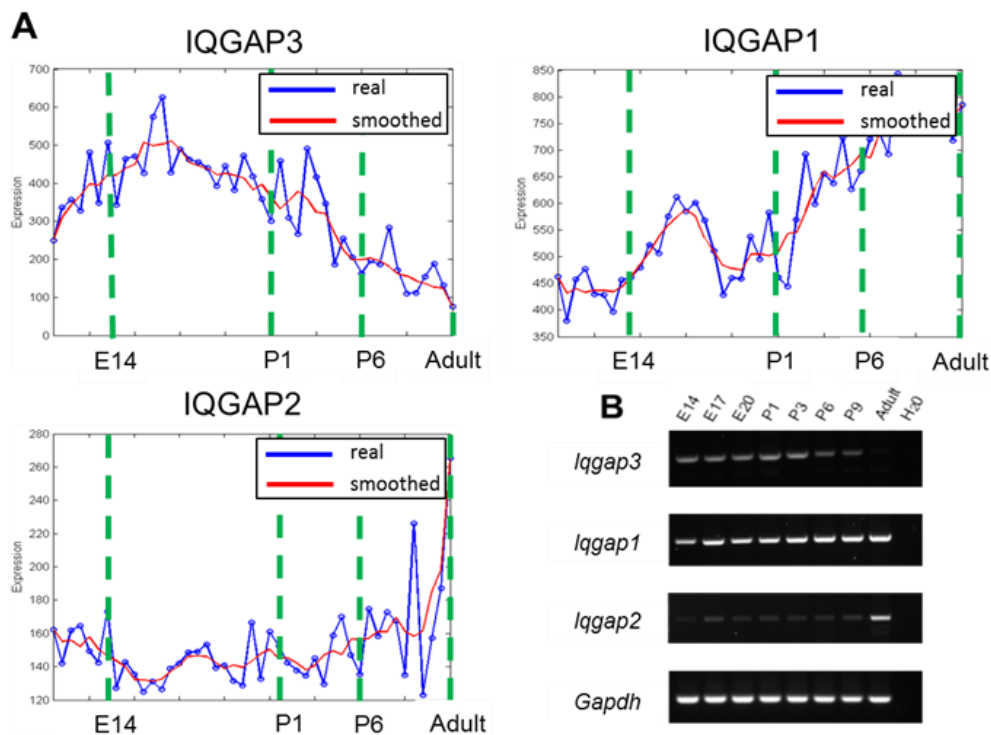 A
IQGAP3
700
600
500
400
300
200
100
0
Expression
real
smoothed
E14
P1
P6
Adult
IQGAP1
850
800
750
700
650
600
550
500
450
400
350
Expression
real
smoothed
E14
P1
P6
Adult
IQGAP2
280
260
240
220
200
180
160
140
120
Expression
real
smoothed
E14
P1
P6
Adult
B
E14 E17 E20 P1 P3 P6 P9 Adult H20
Iqgap3
Iqgap1
Iqgap2
Gapdh